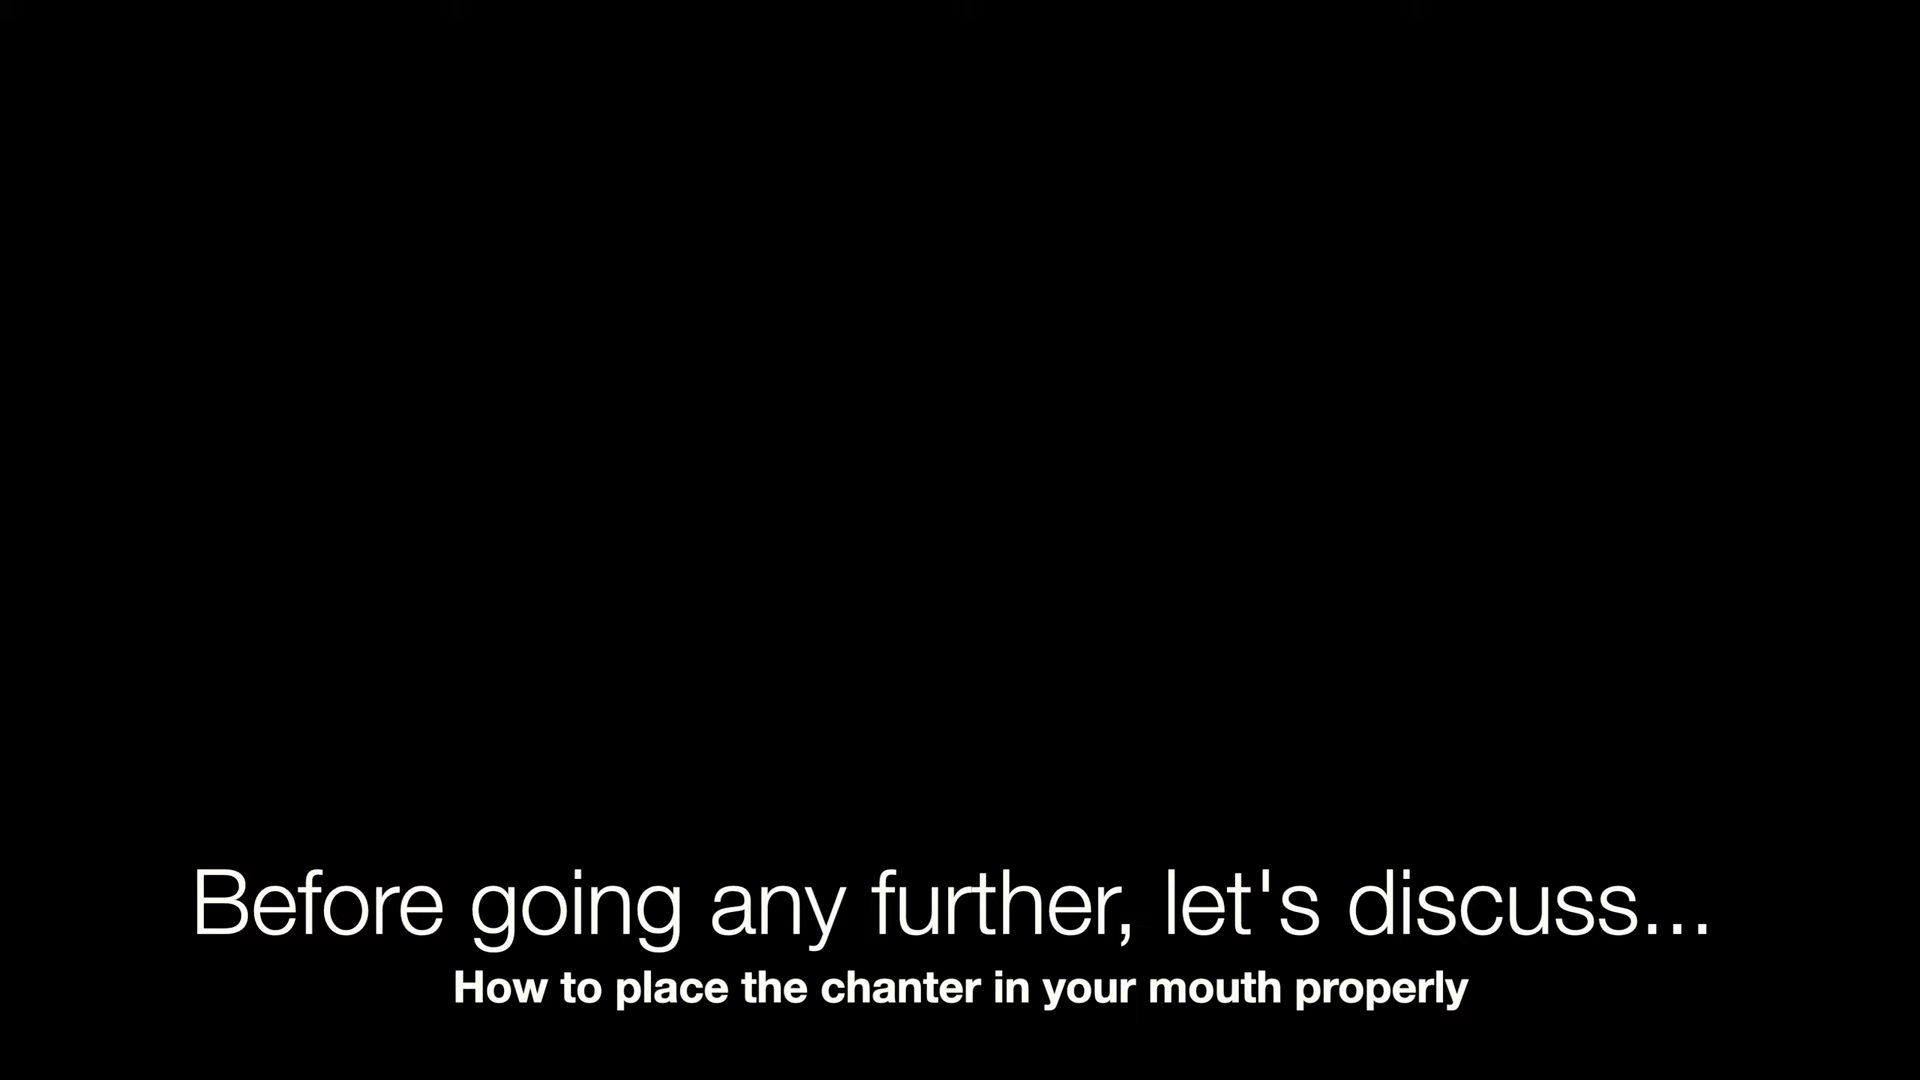 Before going any further, let's discuss...
How to place the chanter in your mouth properly